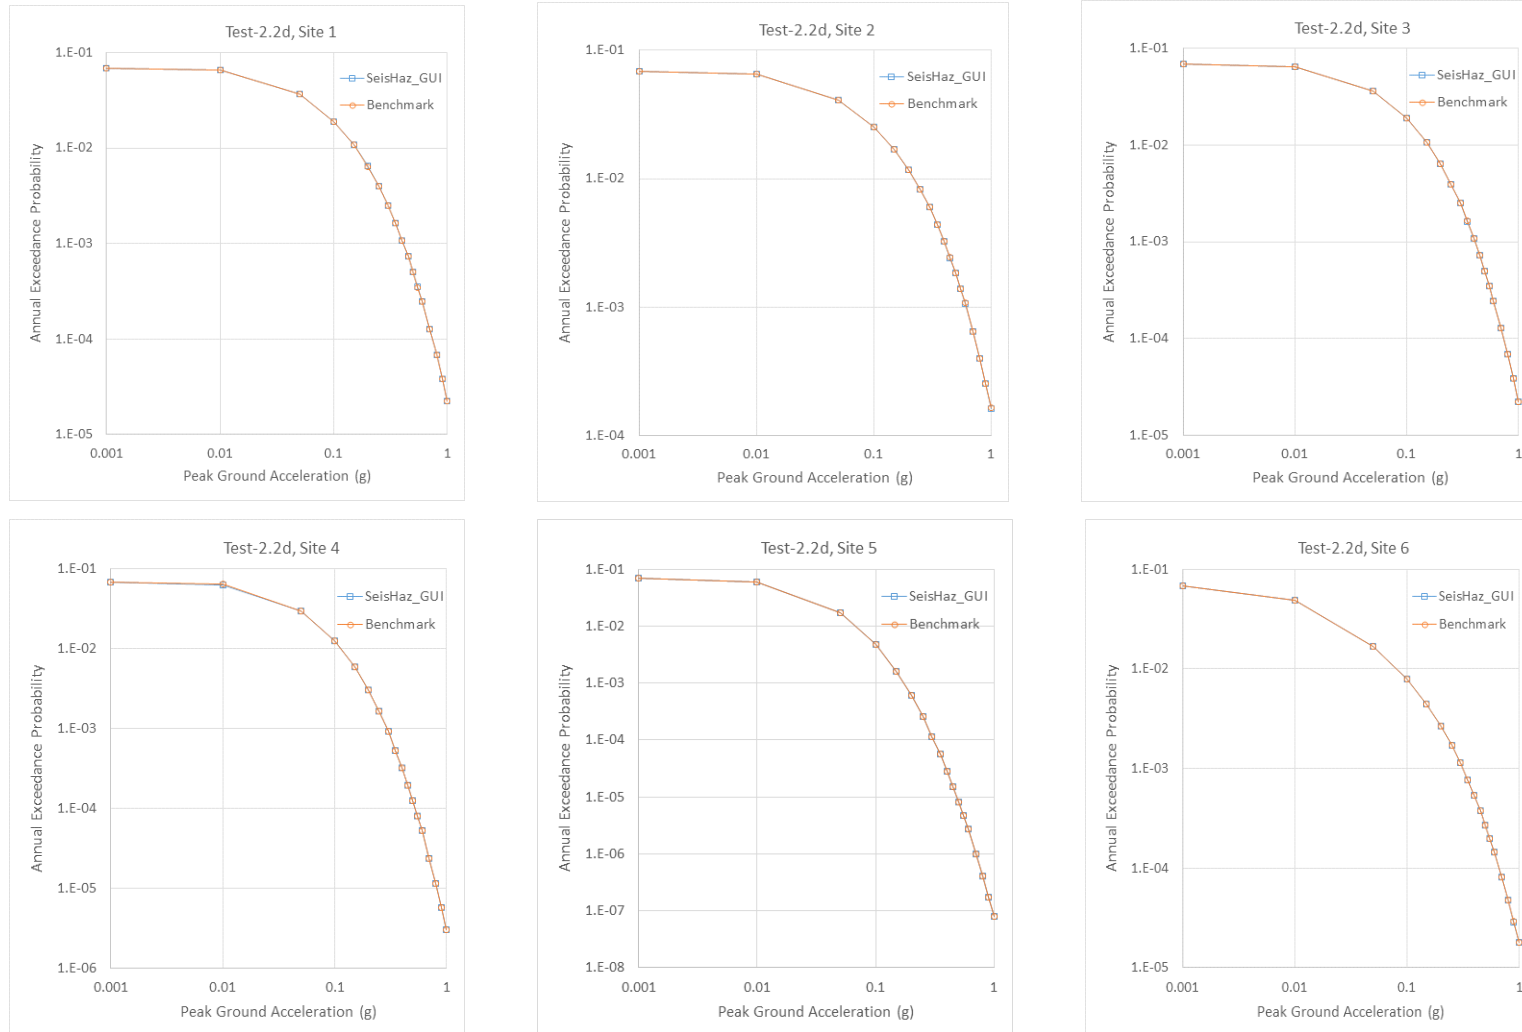 Test-2.2d, Site 1
1.E-01
SeisHaz_GUI
Benchmark
1.E-02
1.E-03
1.E-04
1.E-05
Annual Exceedance Probability
0.001 0.01 0.1 1
Peak Ground Acceleration (g)
Test-2.2d, Site 2
1.E-01
SeisHaz_GUI
Benchmark
1.E-02
1.E-03
1.E-04
Annual Exceedance Probability
0.001 0.01 0.1 1
Peak Ground Acceleration (g)
Test-2.2d, Site 3
1.E-01
SeisHaz_GUI
Benchmark
1.E-02
1.E-03
1.E-04
1.E-05
Annual Exceedance Probability
0.001 0.01 0.1 1
Peak Ground Acceleration (g)
Test-2.2d, Site 4
1.E-01
SeisHaz_GUI
Benchmark
1.E-02
1.E-03
1.E-04
1.E-05
1.E-06
Annual Exceedance Probability
0.001 0.01 0.1 1
Peak Ground Acceleration (g)
Test-2.2d, Site 5
1.E-01
SeisHaz_GUI
Benchmark
1.E-02
1.E-03
1.E-04
1.E-05
1.E-06
1.E-07
1.E-08
Annual Exceedance Probability
0.001 0.01 0.1 1
Peak Ground Acceleration (g)
Test-2.2d, Site 6
1.E-01
SeisHaz_GUI
Benchmark
1.E-02
1.E-03
1.E-04
1.E-05
Annual Exceedance Probability
0.001 0.01 0.1 1
Peak Ground Acceleration (g)